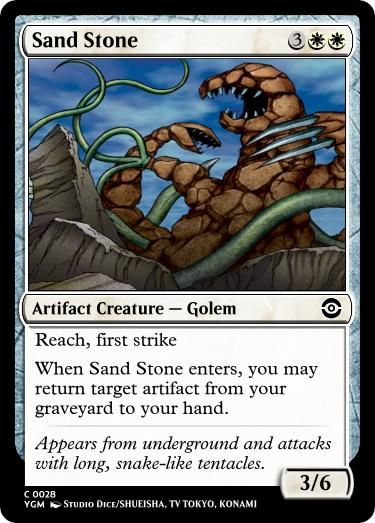 Sand Stone 3
Artifact Creature — Golem
Reach, first strike
When Sand Stone enters, you may
return target artifact from your
graveyard to your hand.
Appears from underground and attacks
with long, snake-like tentacles.
3/6
C 0028
YGM Studio Dice/SHUEISHA, TV TOKYO, KONAMI